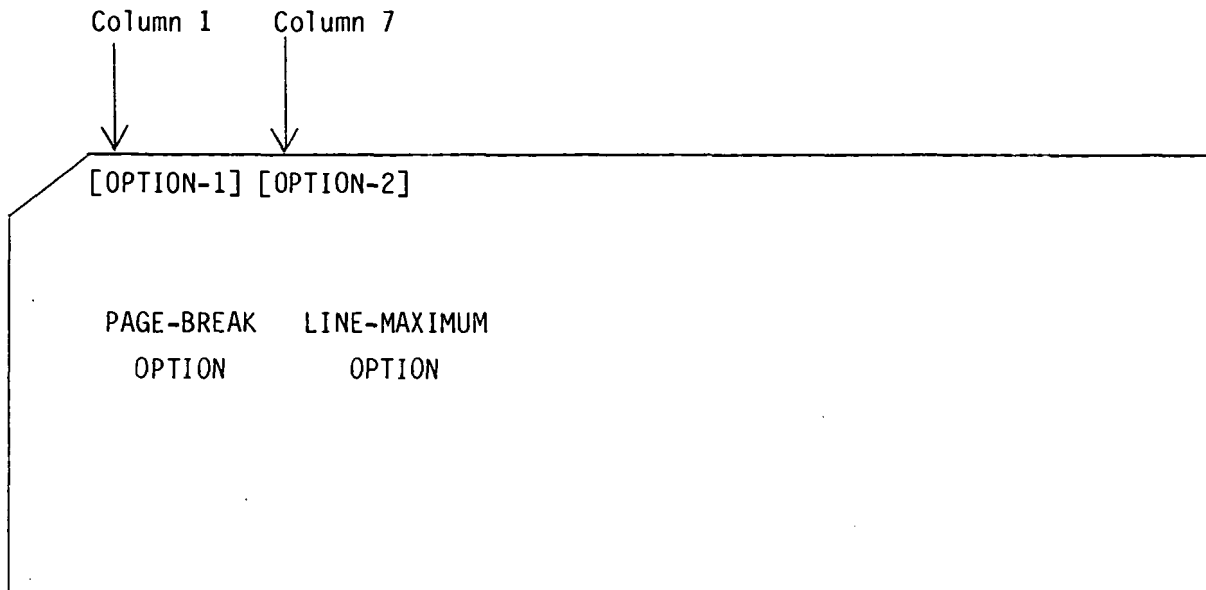 Column 1 Column 7
[OPTION-1] [OPTION-2]
PAGE-BREAK LINE-MAXIMUM
OPTION OPTION